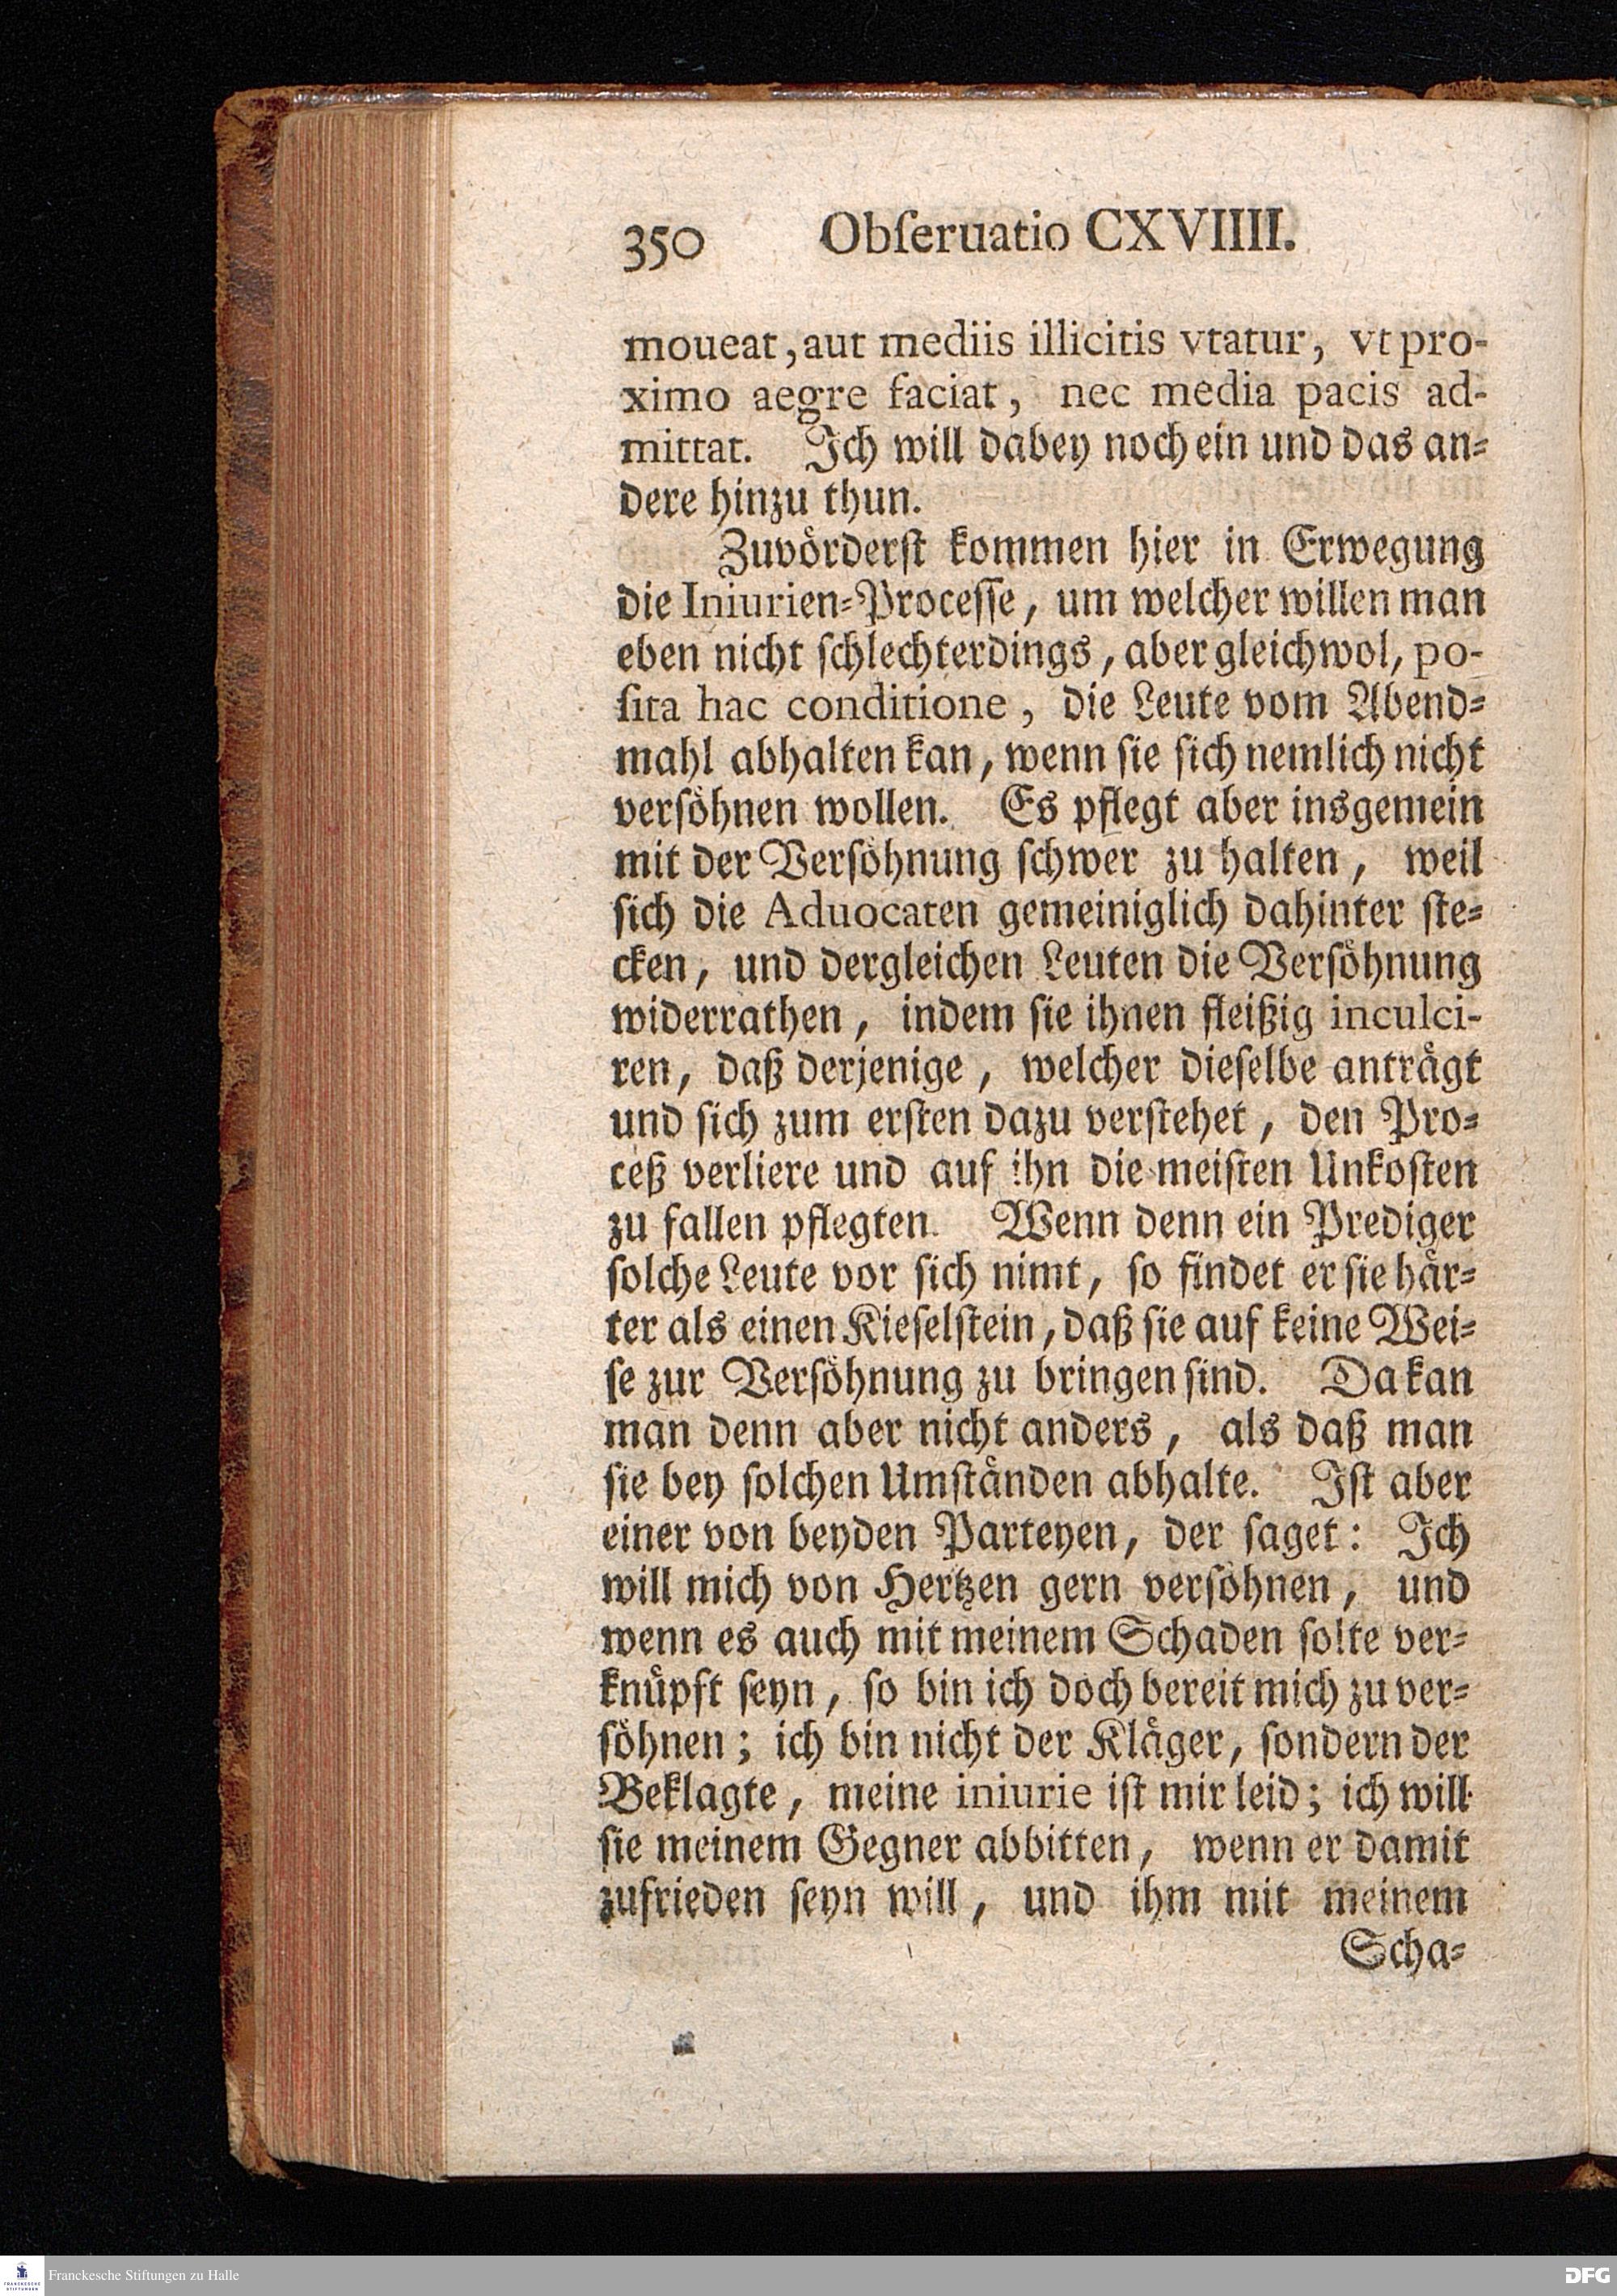 350 Obſeruatio CXVIIII.
moueat, aut mediis illicitis vtatur, vt pro-
ximo aegre faciat, nec media pacis ad-
mittat. Ich will dabey noch ein und das an-
dere hinzu thun.
Zuvörderſt kommen hier in Erwegung
die Iniurien-Proceſſe, um welcher willen man
eben nicht ſchlechterdings, aber gleichwol, po-
ſita hac conditione, die Leute vom Abend-
mahl abhalten kan, wenn ſie ſich nemlich nicht
verſöhnen wollen. Es pflegt aber insgemein
mit der Verſöhnung ſchwer zu halten, weil
ſich die Aduocaten gemeiniglich dahinter ſte-
cken, und dergleichen Leuten die Verſöhnung
widerrathen, indem ſie ihnen fleißig inculci-
ren, daß derjenige, welcher dieſelbe anträgt
und ſich zum erſten dazu verſtehet, den Pro-
ceß verliere und auf ihn die meiſten Unkoſten
zu fallen pflegten. Wenn denn ein Prediger
ſolche Leute vor ſich nimt, ſo findet er ſie här-
ter als einen Kieſelſtein, daß ſie auf keine Wei-
ſe zur Verſöhnung zu bringen ſind. Da kan
man denn aber nicht anders, als daß man
ſie bey ſolchen Umſtänden abhalte. Iſt aber
einer von beyden Parteyen, der ſaget: Ich
will mich von Hertzen gern verſöhnen, und
wenn es auch mit meinem Schaden ſolte ver-
knüpft ſeyn, ſo bin ich doch bereit mich zu ver-
ſöhnen; ich bin nicht der Kläger, ſondern der
Beklagte, meine iniurie iſt mir leid; ich will
ſie meinem Gegner abbitten, wenn er damit
zufrieden ſeyn will, und ihm mit meinem
Scha-
FRANCKESCHE STIFTUNGEN
Franckesche Stiftungen zu Halle
DFG